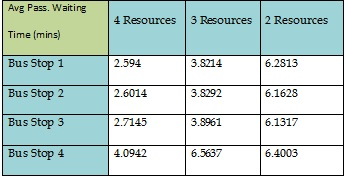 Avg Pass. Waiting Time (mins) 4 Resources 3 Resources 2 Resources
Bus Stop 1 2.594 3.8214 6.2813
Bus Stop 2 2.6014 3.8292 6.1628
Bus Stop 3 2.7145 3.8961 6.1317
Bus Stop 4 4.0942 6.5637 6.4003